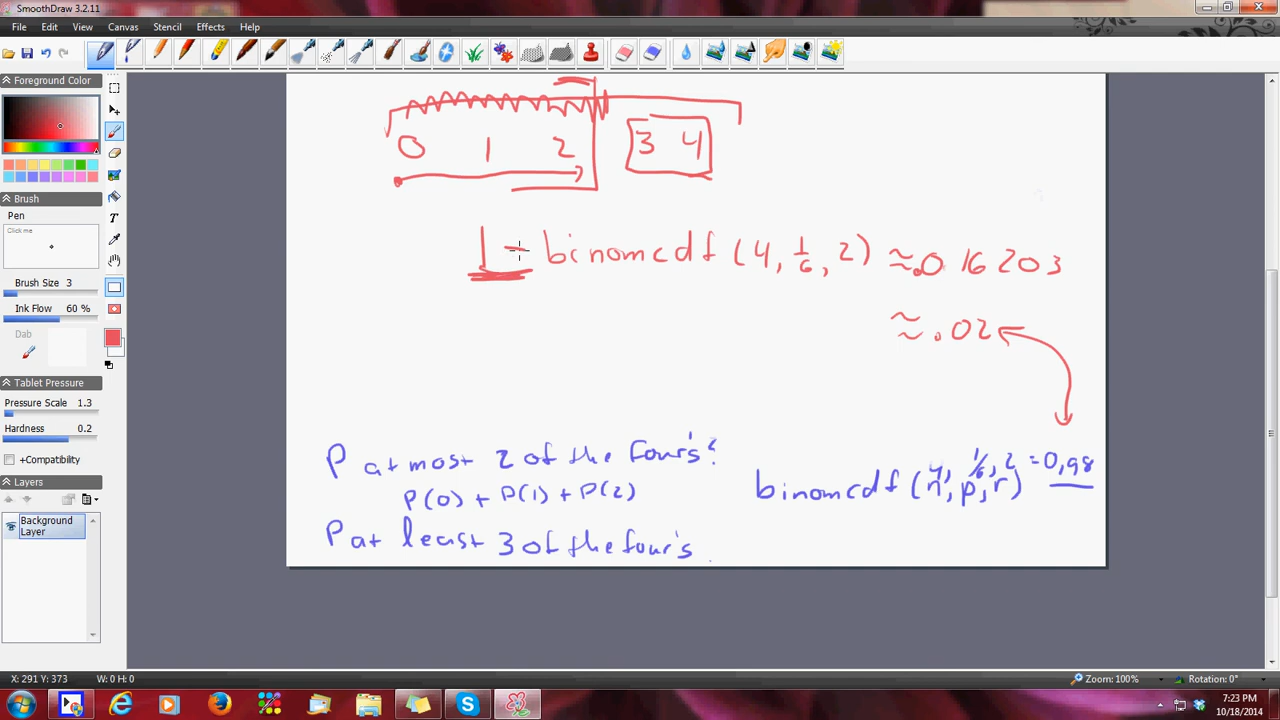 SmoothDraw 3.2.11
File Edit View Canvas Stencil Effects Help
Foreground Color
Brush
Pen
Click me
Brush Size 3
Ink Flow 60 %
Dab
Tablet Pressure
Pressure Scale 1.3
Hardness 0.2
+Compatibility
Layers
Background
Layer
0 1 2 3 4
1 - binomcdf (4, 1/6, 2) ≈.0 16203
≈ .02
P at most 2 of the four's?
P(0) + P(1) + P(2)
P at least 3 of the four's
4, 1/6, 2 = 0,98
binomcdf (n, p, r)
X: 291 Y: 373 W: 0 H: 0
Zoom: 100% Rotation: 0°
7:23 PM
10/18/2014